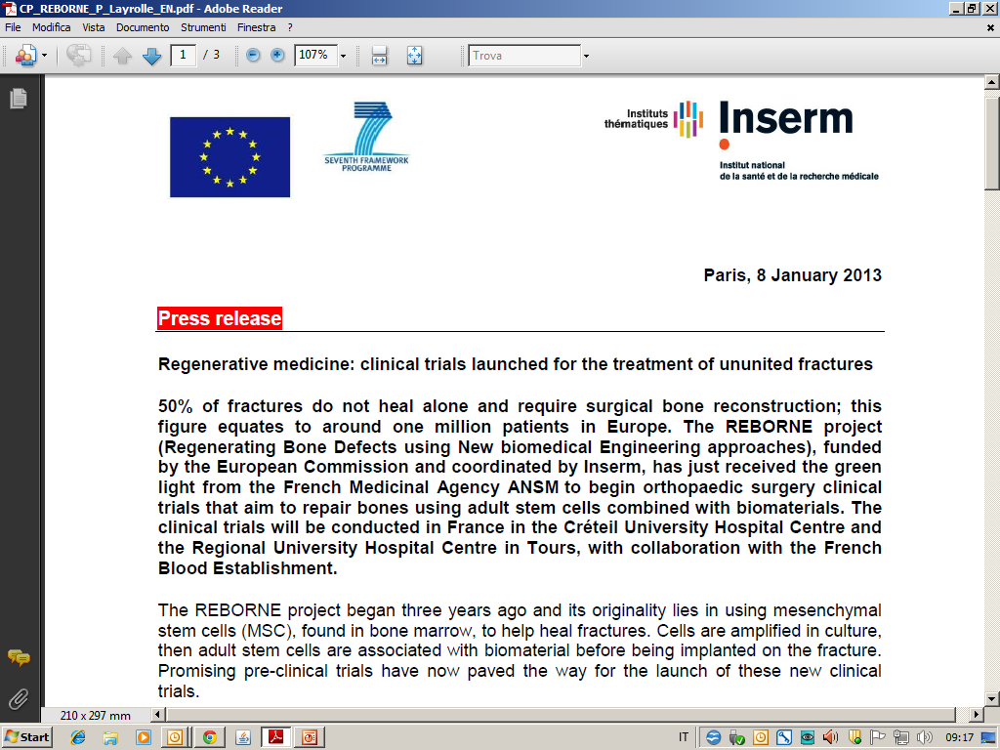 CP_REBORNE_P_Layrolle_EN.pdf - Adobe Reader
File Modifica Vista Documento Strumenti Finestra ?
1 / 3 107% Trova
Instituts
thématiques
Inserm
Institut national
de la santé et de la recherche médicale
7
SEVENTH FRAMEWORK
PROGRAMME
Paris, 8 January 2013
Press release
Regenerative medicine: clinical trials launched for the treatment of ununited fractures
50% of fractures do not heal alone and require surgical bone reconstruction; this
figure equates to around one million patients in Europe. The REBORNE project
(Regenerating Bone Defects using New biomedical Engineering approaches), funded
by the European Commission and coordinated by Inserm, has just received the green
light from the French Medicinal Agency ANSM to begin orthopaedic surgery clinical
trials that aim to repair bones using adult stem cells combined with biomaterials. The
clinical trials will be conducted in France in the Créteil University Hospital Centre and
the Regional University Hospital Centre in Tours, with collaboration with the French
Blood Establishment.
The REBORNE project began three years ago and its originality lies in using mesenchymal
stem cells (MSC), found in bone marrow, to help heal fractures. Cells are amplified in culture,
then adult stem cells are associated with biomaterial before being implanted on the fracture.
Promising pre-clinical trials have now paved the way for the launch of these new clinical
trials.
210 x 297 mm
Start IT 09:17